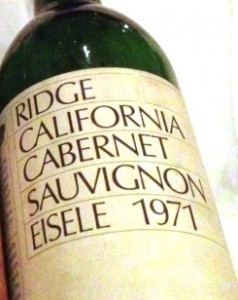 RIDGE
CALIFORNIA
CABERNET
SAUVIGNON
EISELE 1971